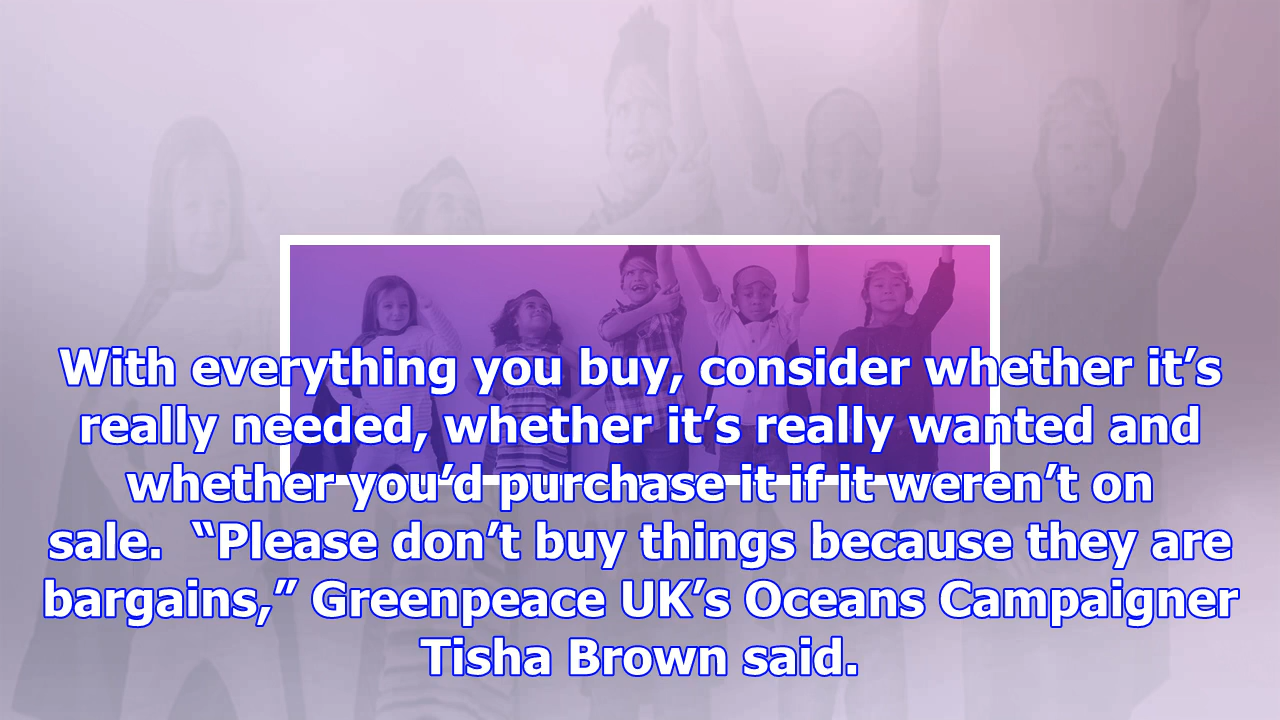 With everything you buy, consider whether it’s
really needed, whether it’s really wanted and
whether you’d purchase it if it weren’t on
sale.  “Please don’t buy things because they are
bargains,” Greenpeace UK’s Oceans Campaigner
Tisha Brown said.